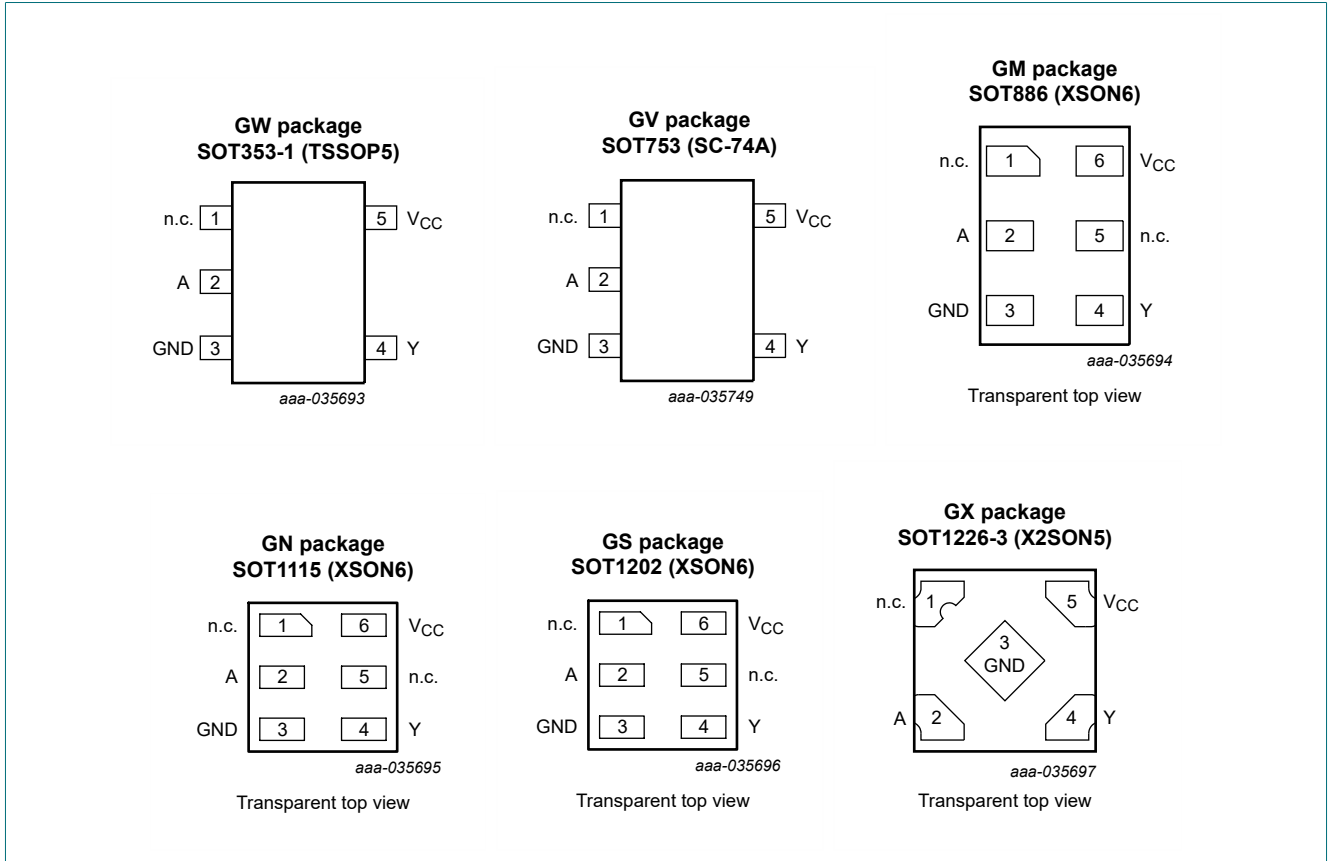 GW package
SOT353-1 (TSSOP5)
n.c. 1
5 VCC
A 2
GND 3
4 Y
aaa-035693
GV package
SOT753 (SC-74A)
n.c. 1
5 VCC
A 2
GND 3
4 Y
aaa-035749
GM package
SOT886 (XSON6)
n.c. 1 6 VCC
A 2 5 n.c.
GND 3 4 Y
aaa-035694
Transparent top view
GN package
SOT1115 (XSON6)
n.c. 1 6 VCC
A 2 5 n.c.
GND 3 4 Y
aaa-035695
Transparent top view
GS package
SOT1202 (XSON6)
n.c. 1 6 VCC
A 2 5 n.c.
GND 3 4 Y
aaa-035696
Transparent top view
GX package
SOT1226-3 (X2SON5)
n.c. 1 5 VCC
3
GND
A 2 4 Y
aaa-035697
Transparent top view